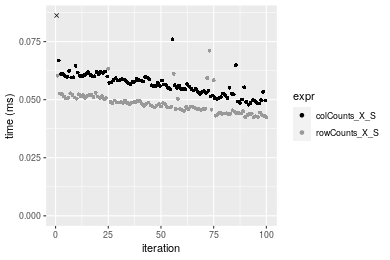 0.075
0.050
0.025
0.000
time (ms)
0
25
50
75
100
iteration
expr
colCounts_X_S
rowCounts_X_S